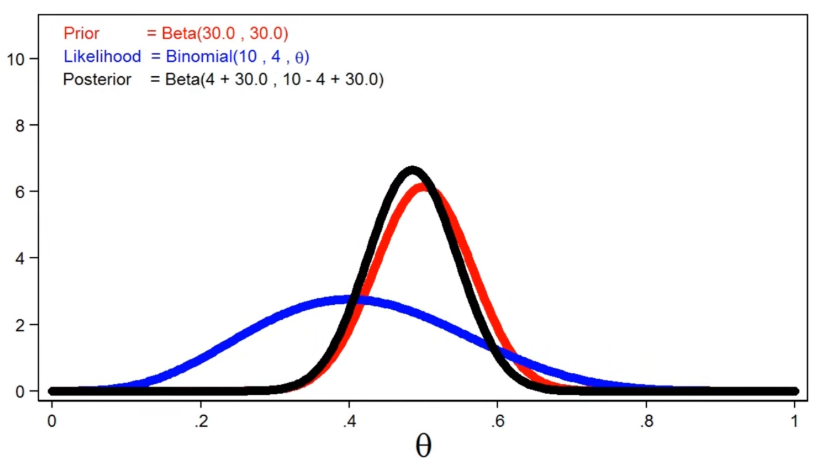 Prior = Beta(30.0 , 30.0)
Likelihood = Binomial(10 , 4 , θ)
Posterior = Beta(4 + 30.0 , 10 - 4 + 30.0)
10
8
6
4
2
0
0 .2 .4 .6 .8 1
θ